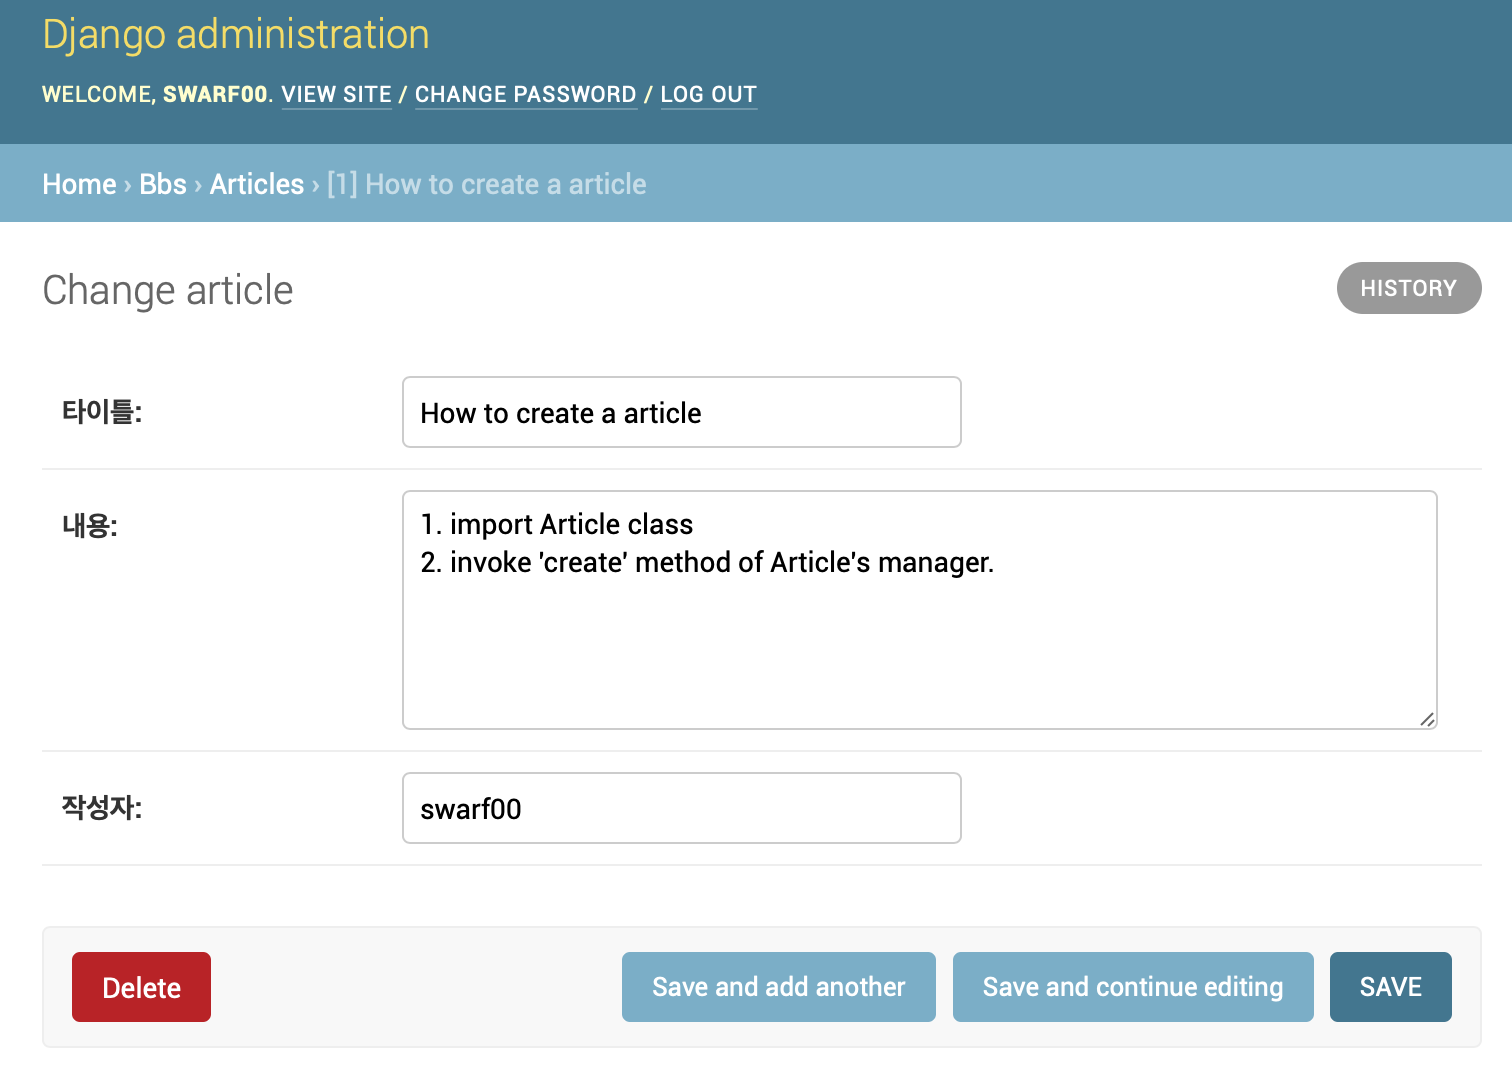 Django administration
WELCOME, SWARF00. VIEW SITE / CHANGE PASSWORD / LOG OUT
Home › Bbs › Articles › [1] How to create a article
Change article
HISTORY
타이틀:
How to create a article
내용:
1. import Article class
2. invoke 'create' method of Article's manager.
작성자:
swarf00
Delete
Save and add another
Save and continue editing
SAVE